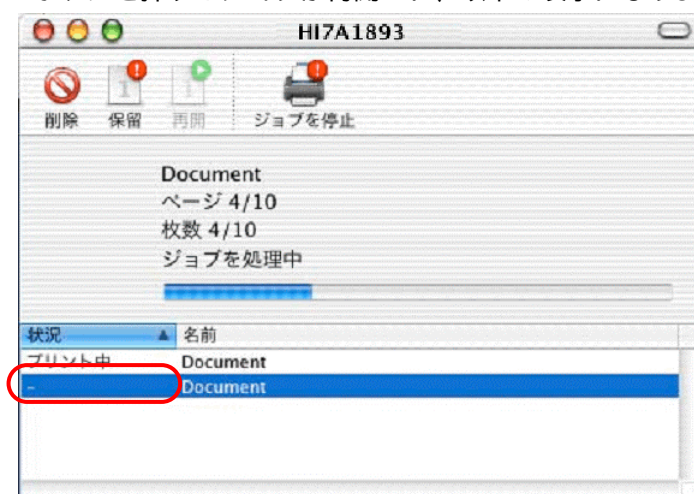 HI7A1893
削除 保留 再開 ジョブを停止
Document
ページ 4/10
枚数 4/10
ジョブを処理中
状況 名前
プリント中 Document
- Document